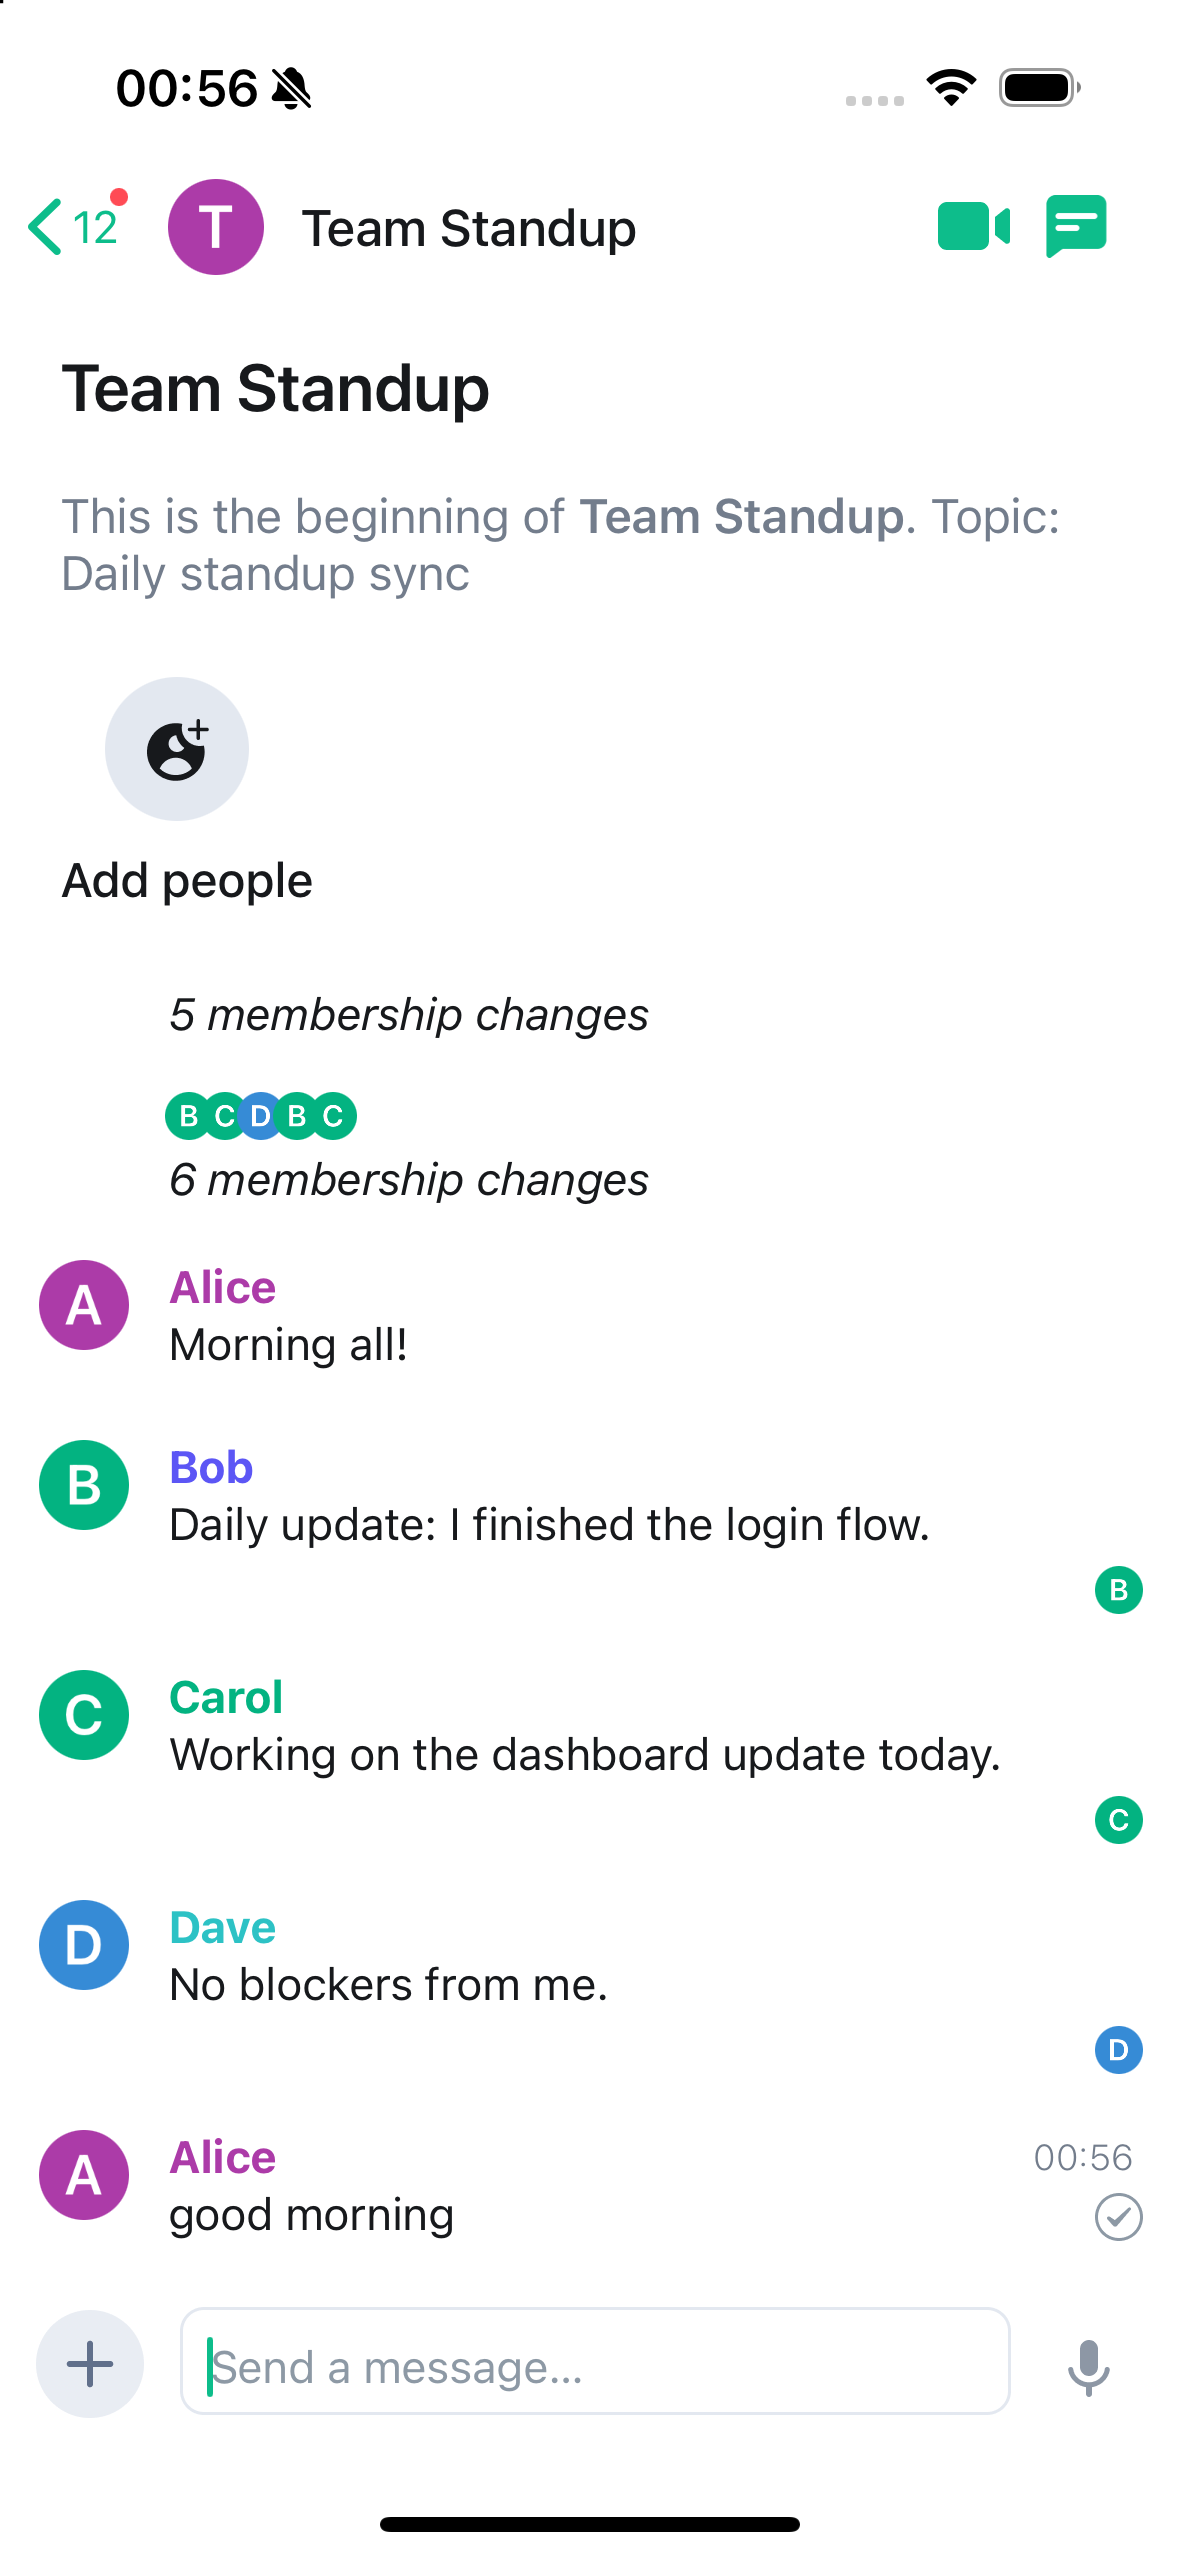 00:56
12
T
Team Standup
Team Standup
This is the beginning of Team Standup. Topic:
Daily standup sync
Add people
5 membership changes
B C D B C
6 membership changes
A
Alice
Morning all!
B
Bob
Daily update: I finished the login flow.
B
C
Carol
Working on the dashboard update today.
C
D
Dave
No blockers from me.
D
A
Alice
00:56
good morning
Send a message...